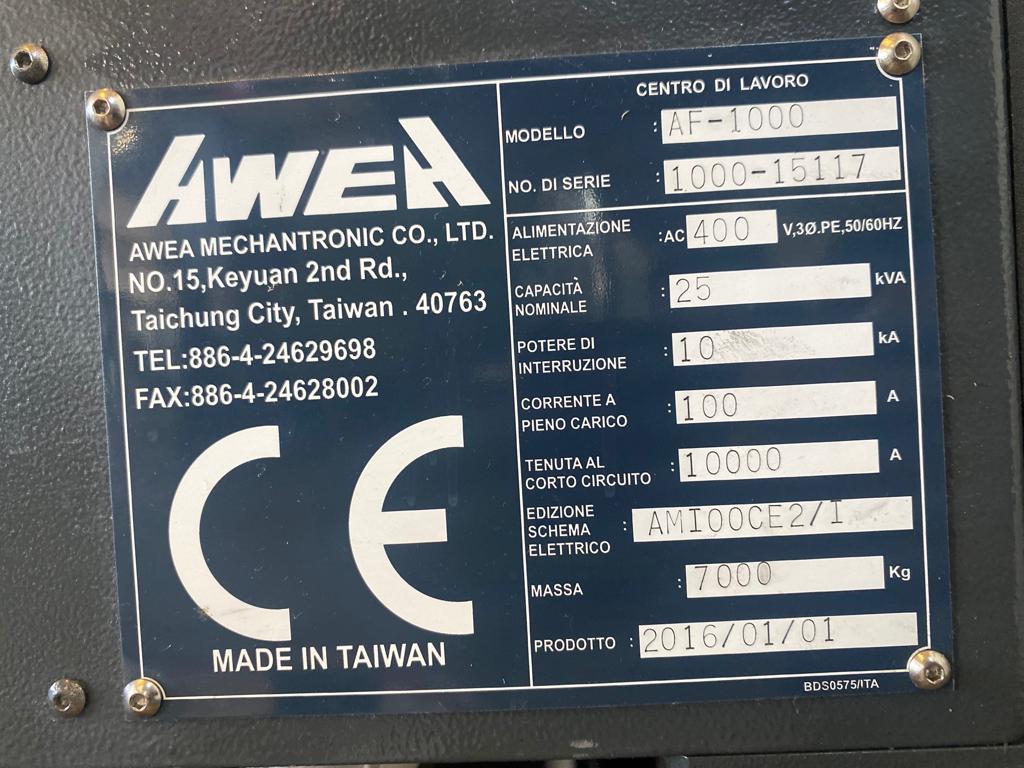 AWEA
AWEA MECHANTRONIC CO., LTD.
NO.15,Keyuan 2nd Rd.,
Taichung City, Taiwan . 40763
TEL:886-4-24629698
FAX:886-4-24628002
CE
MADE IN TAIWAN
CENTRO DI LAVORO
MODELLO : AF-1000
NO. DI SERIE : 1000-15117
ALIMENTAZIONE
ELETTRICA :AC 400 V,3Ø.PE,50/60HZ
CAPACITÀ
NOMINALE : 25 kVA
POTERE DI
INTERRUZIONE : 10 kA
CORRENTE A
PIENO CARICO : 100 A
TENUTA AL
CORTO CIRCUITO : 10000 A
EDIZIONE
SCHEMA
ELETTRICO : AMI00CE2/I
MASSA : 7000 Kg
PRODOTTO : 2016/01/01
BDS0575/ITA